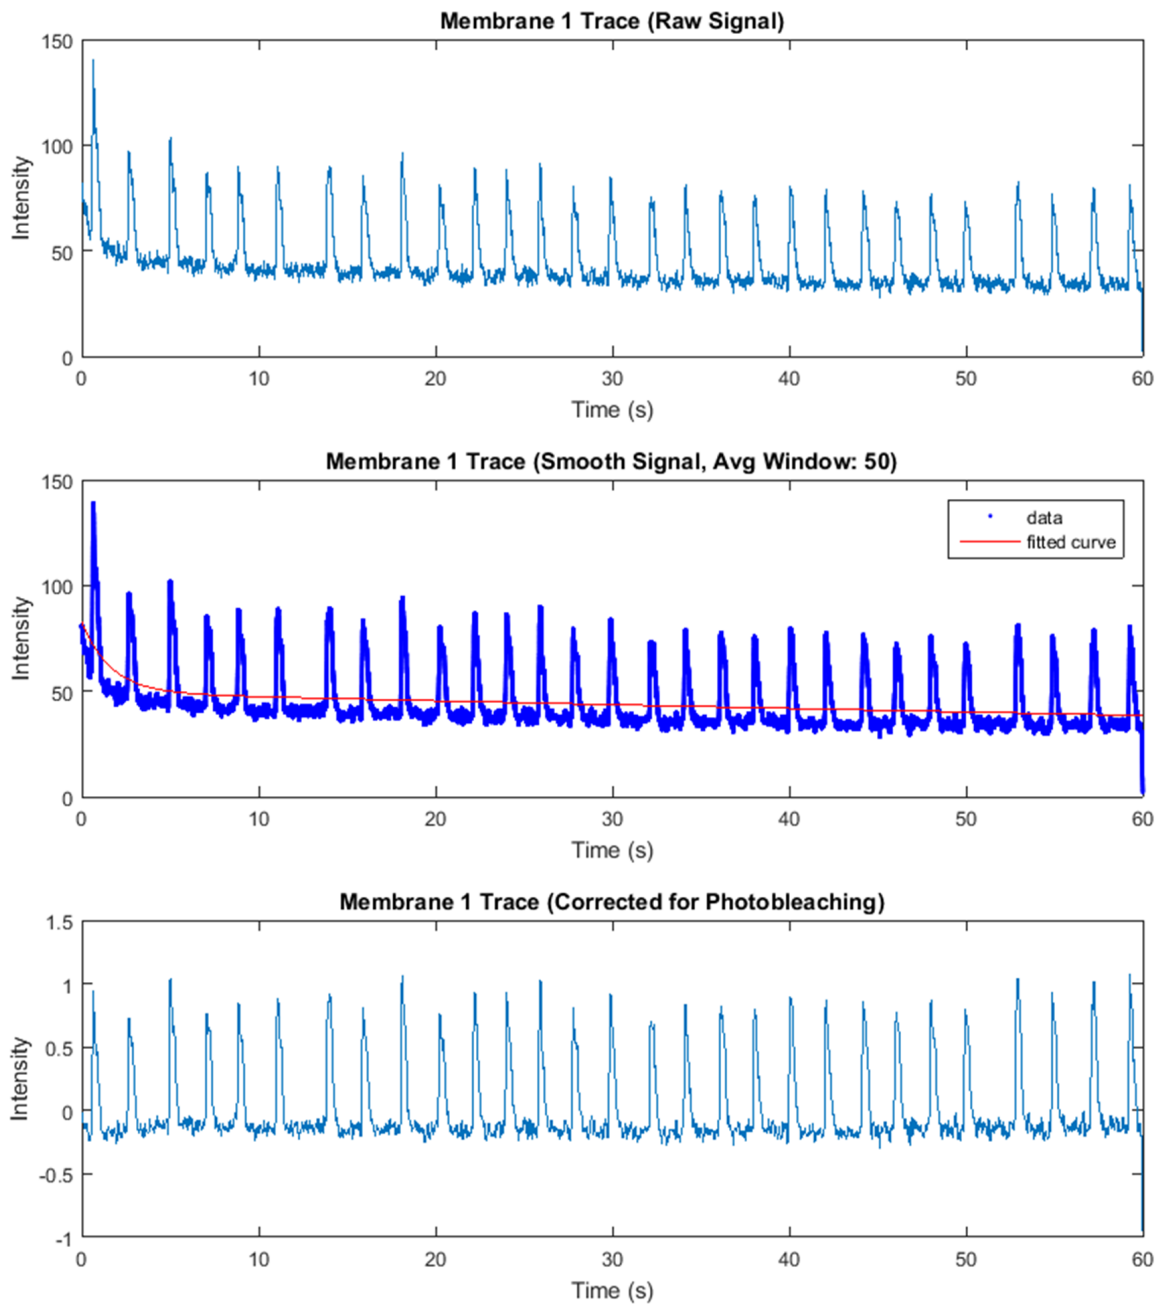 Membrane 1 Trace (Raw Signal)
150
100
50
0
Intensity
0 10 20 30 40 50 60
Time (s)
Membrane 1 Trace (Smooth Signal, Avg Window: 50)
150
100
50
0
Intensity
data
fitted curve
0 10 20 30 40 50 60
Time (s)
Membrane 1 Trace (Corrected for Photobleaching)
1.5
1
0.5
0
-0.5
-1
Intensity
0 10 20 30 40 50 60
Time (s)